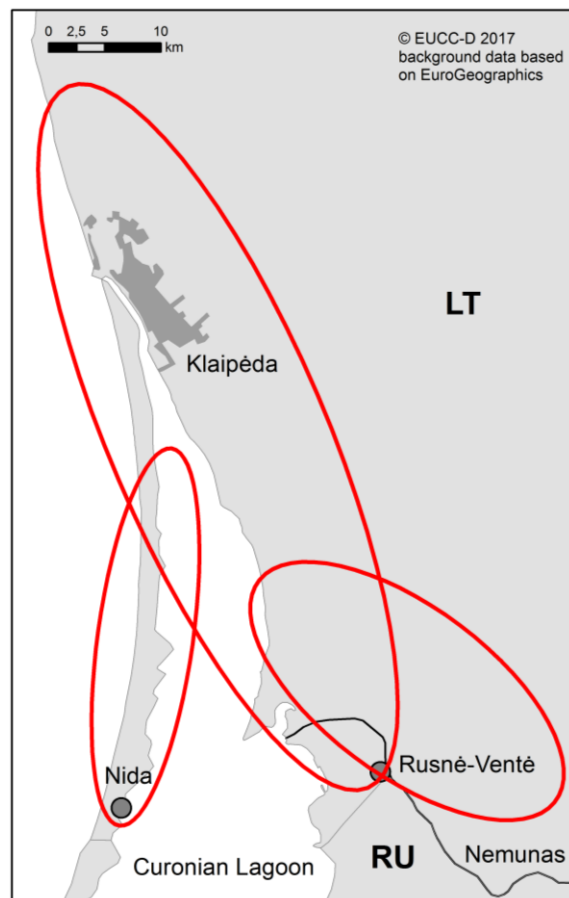 © EUCC-D 2017
background data based
on EuroGeographics
0 2,5 5 10
km
LT
Klaipėda
Nida
Rusnė-Ventė
Curonian Lagoon
RU
Nemunas